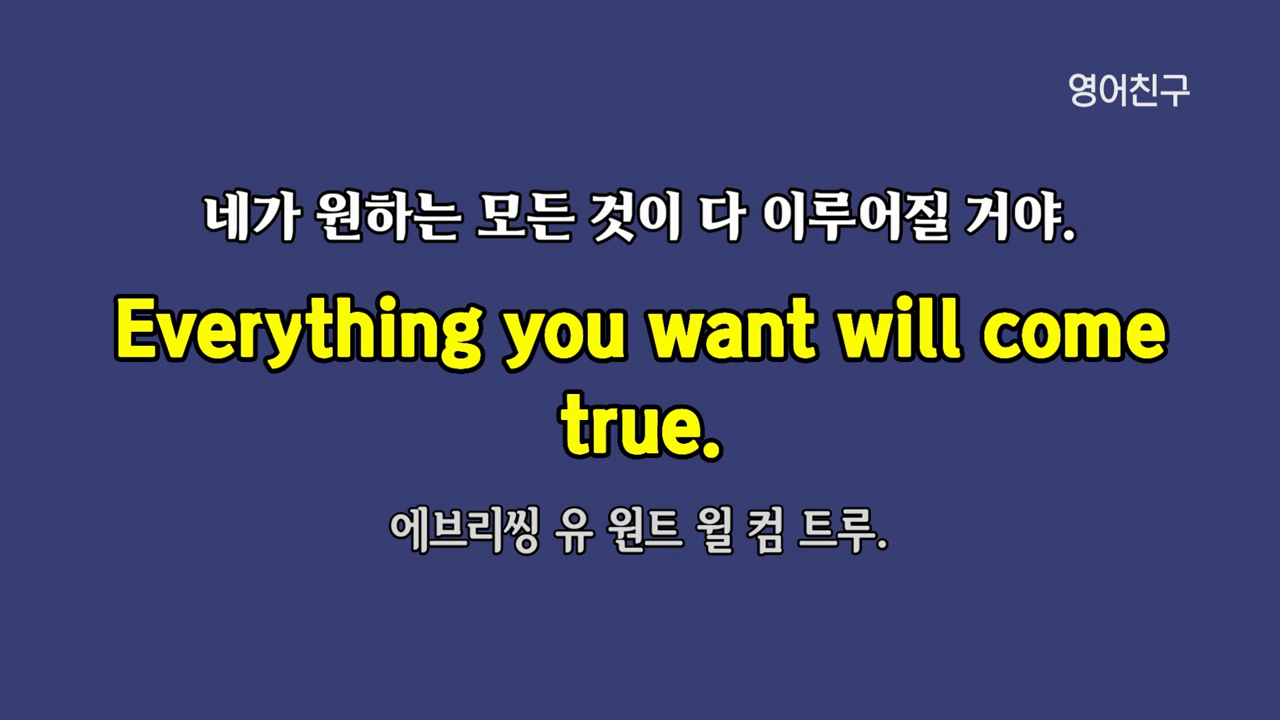 영어친구
네가 원하는 모든 것이 다 이루어질 거야.
Everything you want will come
true.
에브리씽 유 원트 윌 컴 트루.